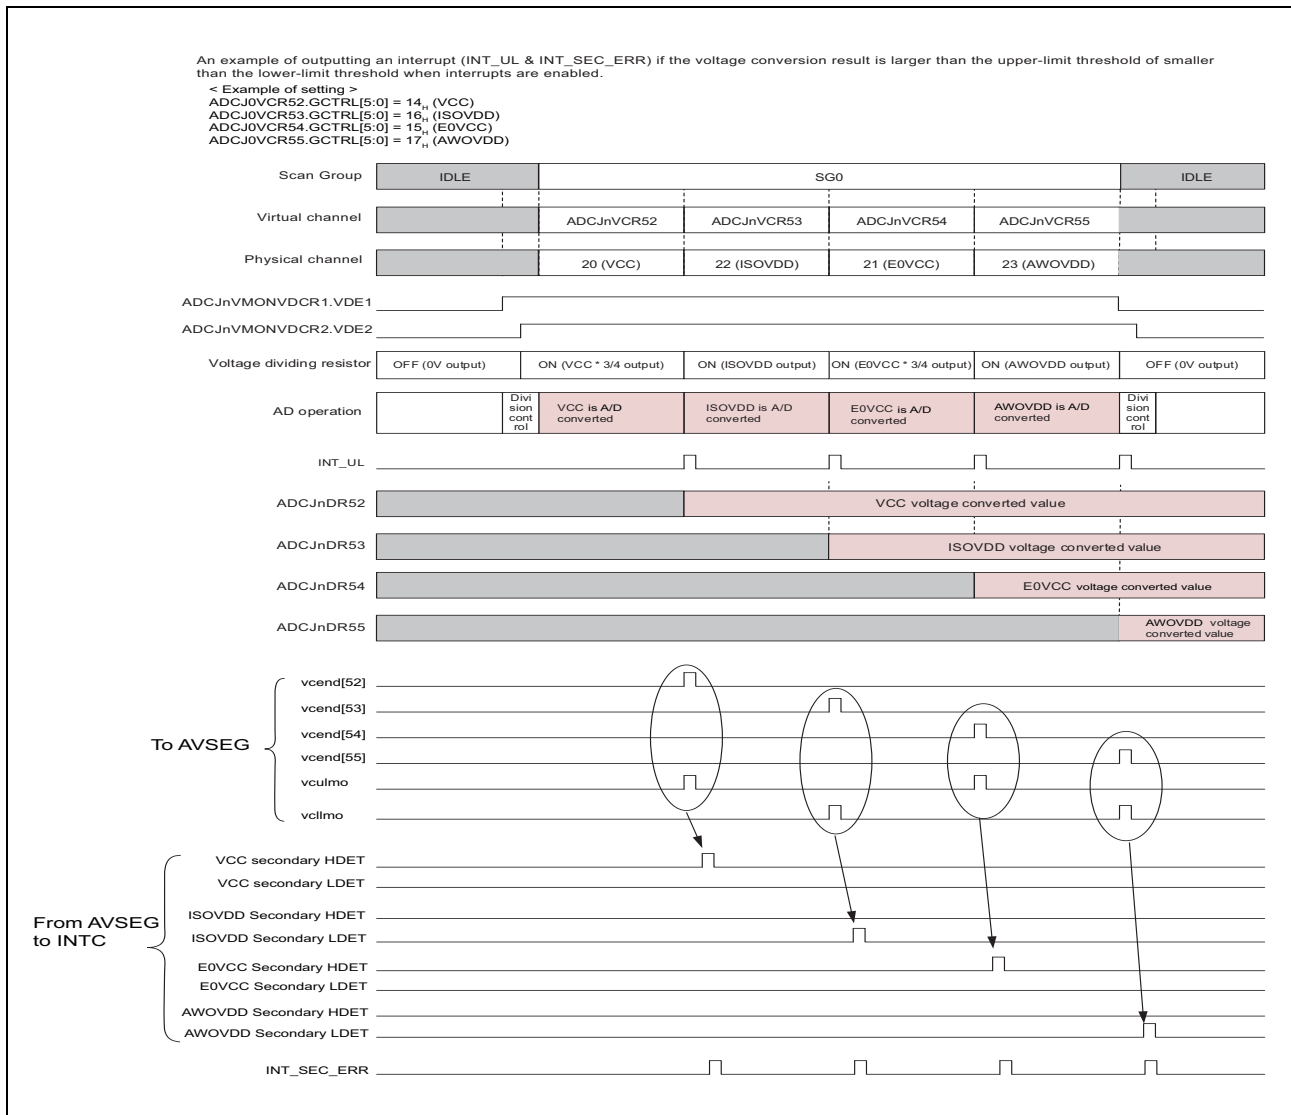 An example of outputting an interrupt (INT_UL & INT_SEC_ERR) if the voltage conversion result is larger than the upper-limit threshold of smaller
than the lower-limit threshold when interrupts are enabled.
< Example of setting >
ADCJ0VCR52.GCTRL[5:0] = 14H (VCC)
ADCJ0VCR53.GCTRL[5:0] = 16H (ISOVDD)
ADCJ0VCR54.GCTRL[5:0] = 15H (E0VCC)
ADCJ0VCR55.GCTRL[5:0] = 17H (AWOVDD)
Scan Group IDLE SG0 IDLE
Virtual channel ADCJnVCR52 ADCJnVCR53 ADCJnVCR54 ADCJnVCR55
Physical channel 20 (VCC) 22 (ISOVDD) 21 (E0VCC) 23 (AWOVDD)
ADCJnVMONVDCR1.VDE1
ADCJnVMONVDCR2.VDE2
Voltage dividing resistor OFF (0V output) ON (VCC * 3/4 output) ON (ISOVDD output) ON (E0VCC * 3/4 output) ON (AWOVDD output) OFF (0V output)
AD operation
Divi
sion
cont
rol
VCC is A/D
converted
ISOVDD is A/D
converted
E0VCC is A/D
converted
AWOVDD is A/D
converted
Divi
sion
cont
rol
INT_UL
ADCJnDR52 VCC voltage converted value
ADCJnDR53 ISOVDD voltage converted value
ADCJnDR54 E0VCC voltage converted value
ADCJnDR55
AWOVDD voltage
converted value
To AVSEG
vcend[52]
vcend[53]
vcend[54]
vcend[55]
vculmo
vcllmo
From AVSEG
to INTC
VCC secondary HDET
VCC secondary LDET
ISOVDD Secondary HDET
ISOVDD Secondary LDET
E0VCC Secondary HDET
E0VCC Secondary LDET
AWOVDD Secondary HDET
AWOVDD Secondary LDET
INT_SEC_ERR